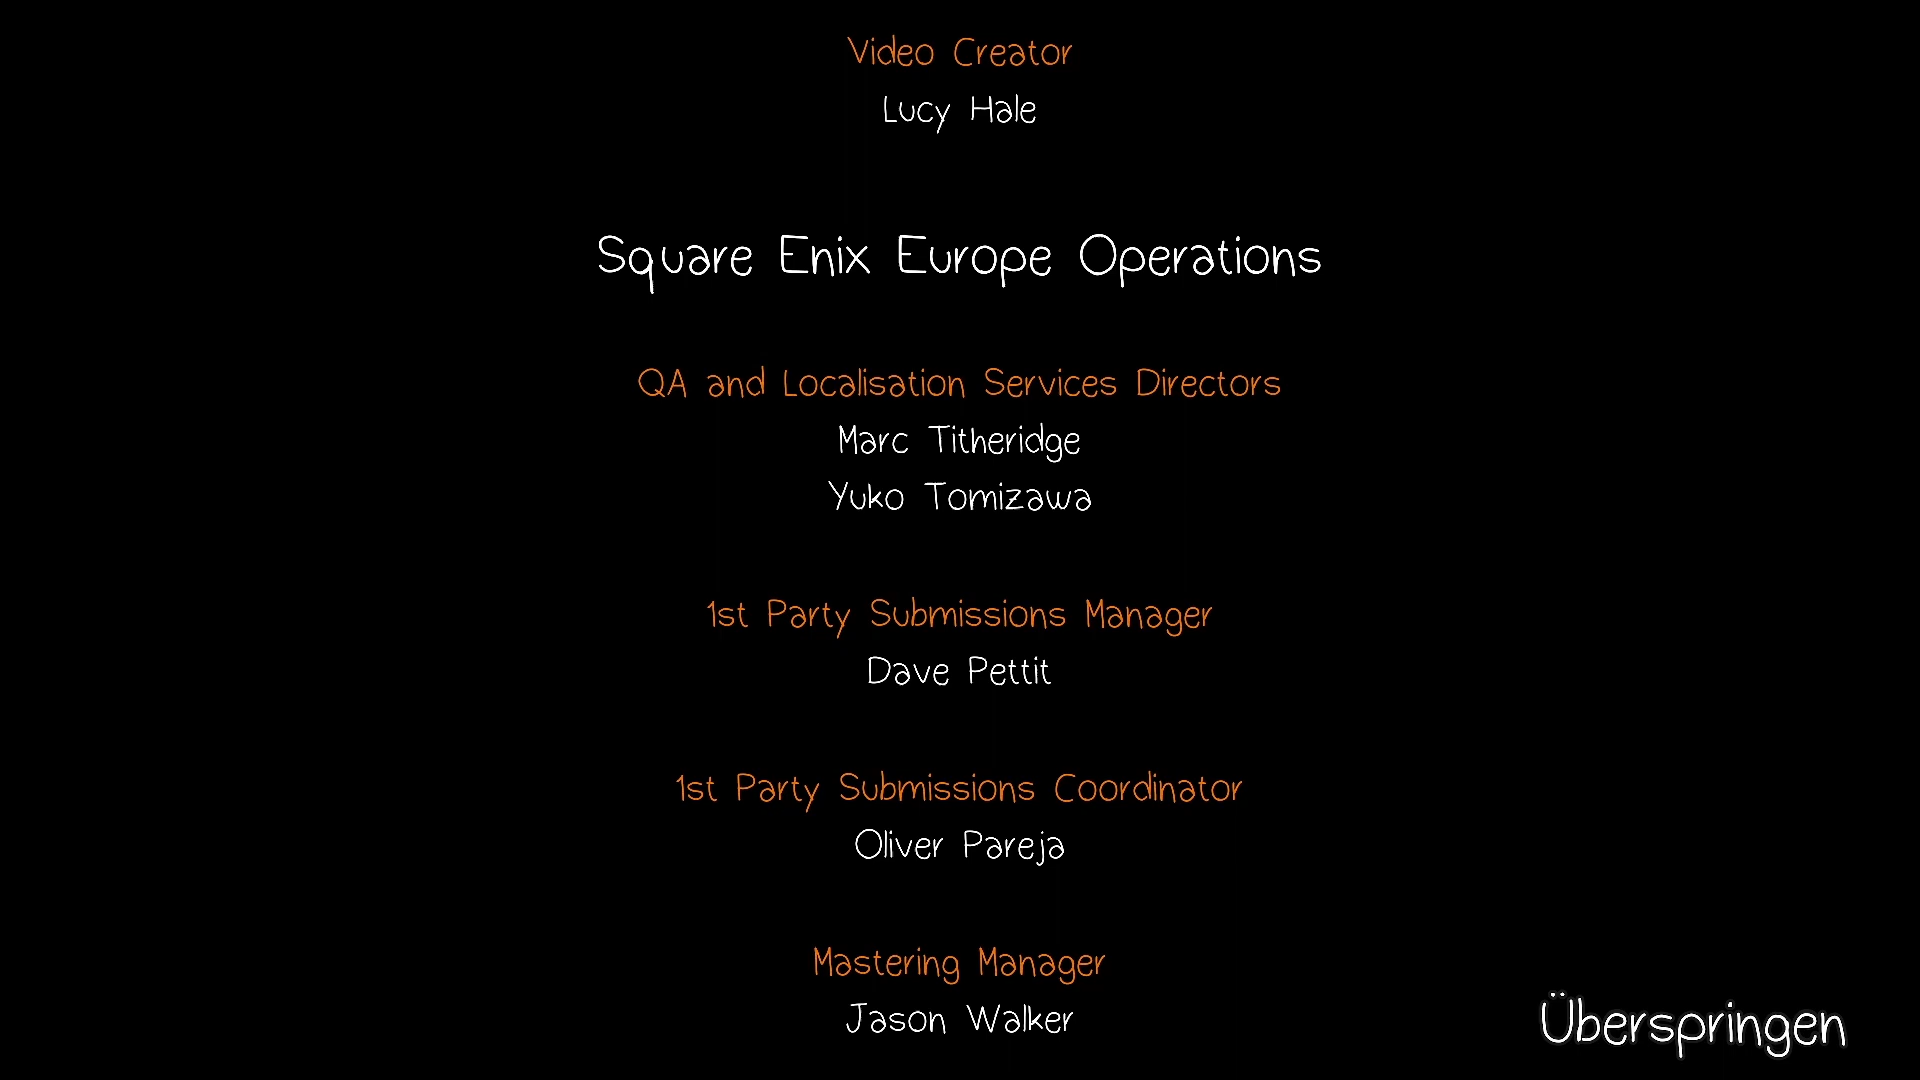 Video Creator
Lucy Hale
Square Enix Europe Operations
QA and Localisation Services Directors
Marc Titheridge
Yuko Tomizawa
1st Party Submissions Manager
Dave Pettit
1st Party Submissions Coordinator
Oliver Pareja
Mastering Manager
Jason Walker
Überspringen